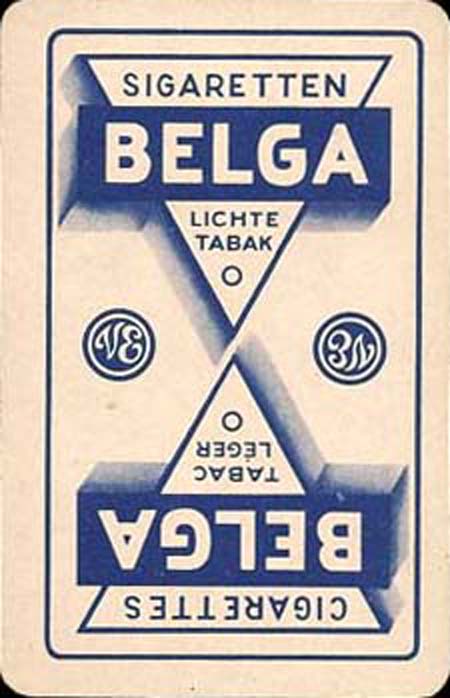 SIGARETTEN
BELGA
LICHTE
TABAK
CIGARETTES
BELGA
TABAC
LÉGER